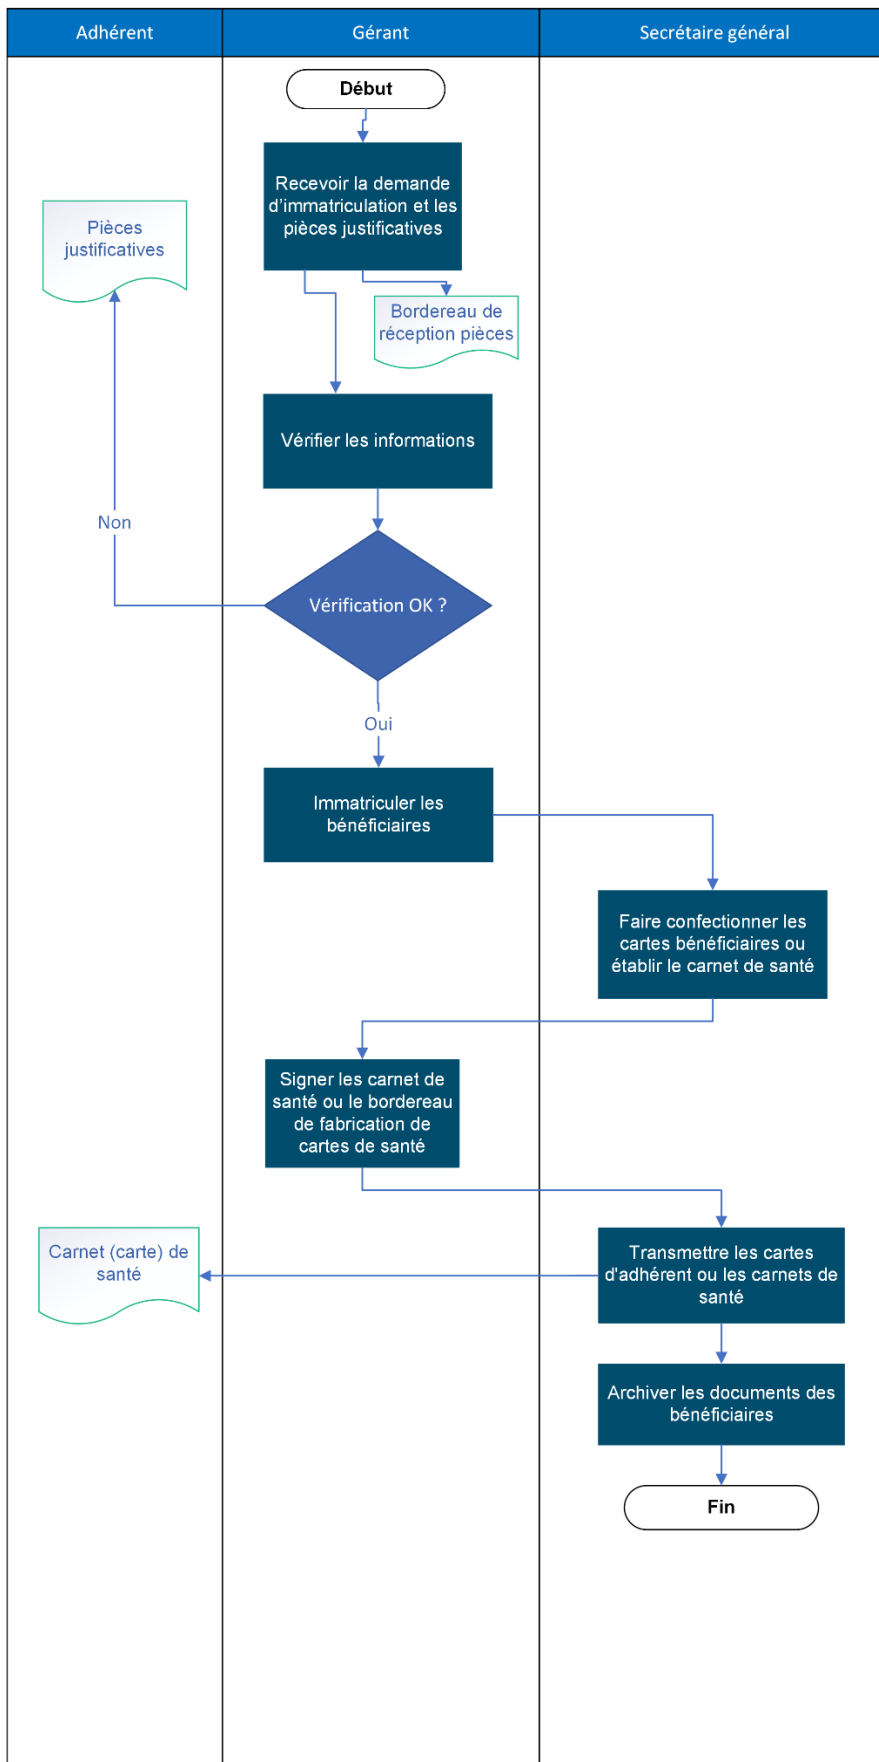 Adhérent
Gérant
Secrétaire général
Début
Recevoir la demande
d'immatriculation et les
pièces justificatives
Pièces
justificatives
Bordereau de
réception pièces
Vérifier les informations
Non
Vérification OK ?
Oui
Immatriculer les
bénéficiaires
Faire confectionner les
cartes bénéficiaires ou
établir le carnet de santé
Signer les carnet de
santé ou le bordereau
de fabrication de
cartes de santé
Carnet (carte) de
santé
Transmettre les cartes
d'adhérent ou les carnets de
santé
Archiver les documents des
bénéficiaires
Fin